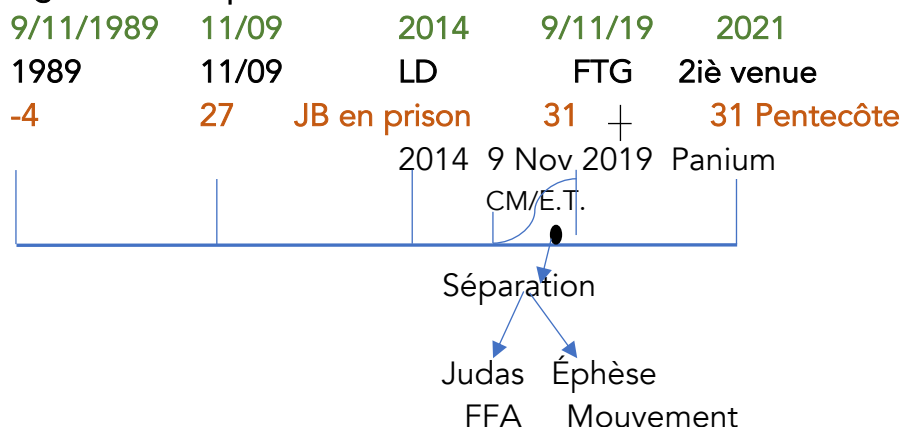 9/11/1989 11/09 2014 9/11/19 2021
1989 11/09 LD FTG 2iè venue
-4 27 JB en prison 31 31 Pentecôte
2014 9 Nov 2019 Panium
CM/E.T.
Séparation
Judas Éphèse
FFA Mouvement